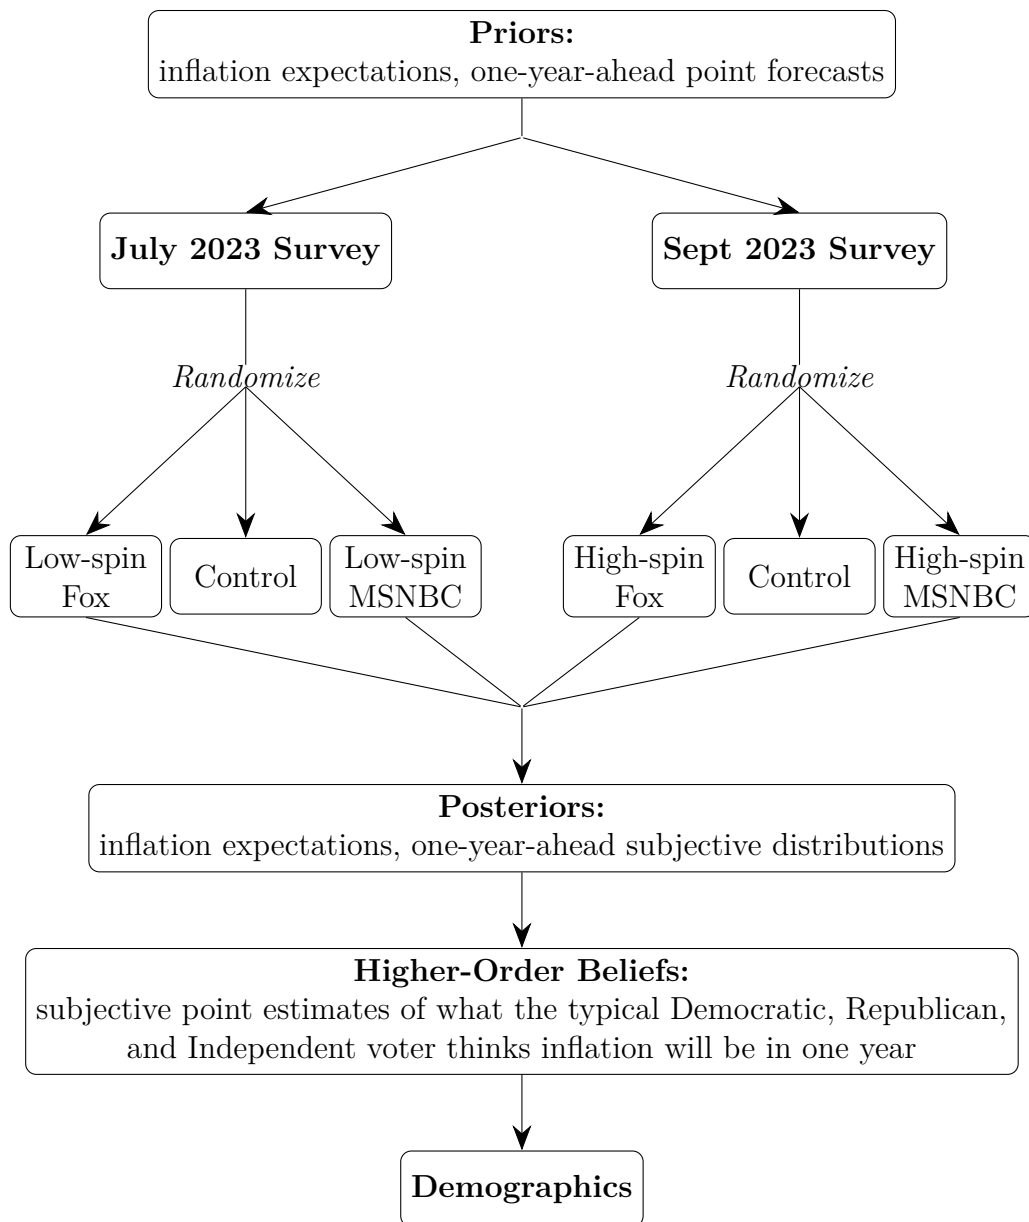 Priors:
inflation expectations, one-year-ahead point forecasts
July 2023 Survey
Sept 2023 Survey
Randomize
Randomize
Low-spin
Fox
Control
Low-spin
MSNBC
High-spin
Fox
Control
High-spin
MSNBC
Posteriors:
inflation expectations, one-year-ahead subjective distributions
Higher-Order Beliefs:
subjective point estimates of what the typical Democratic, Republican,
and Independent voter thinks inflation will be in one year
Demographics